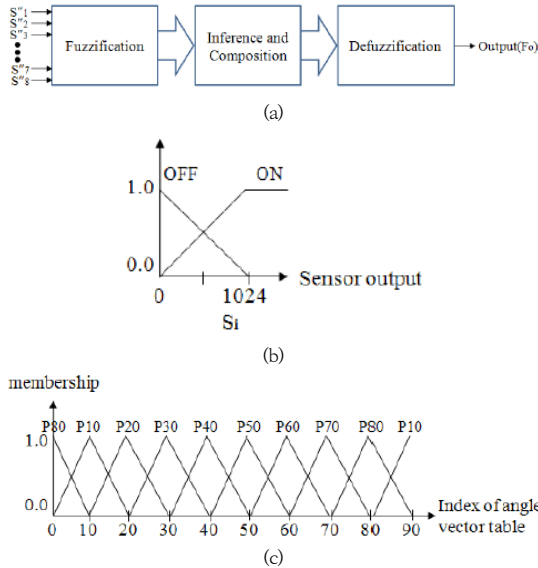 S"1
S"2
S"3
S"7
S"8
Fuzzification
Inference and
Composition
Defuzzification
Output(Fo)
(a)
OFF
ON
1.0
0.0
0
1024
Sensor output
Si
(b)
membership
P80 P10 P20 P30 P40 P50 P60 P70 P80 P10
1.0
0.0
0 10 20 30 40 50 60 70 80 90
Index of angle
vector table
(c)